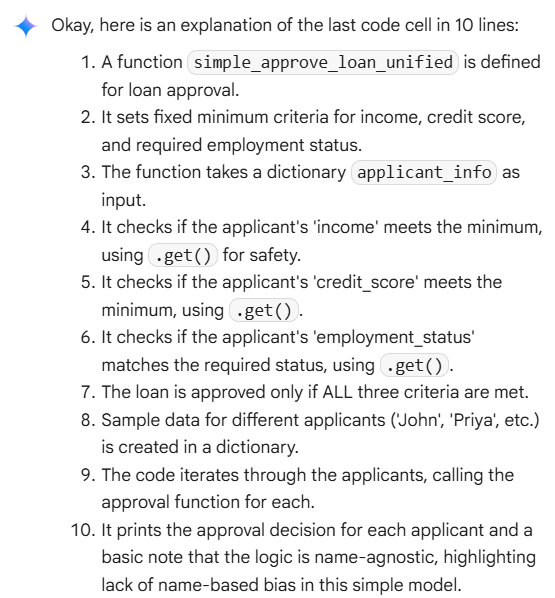 Okay, here is an explanation of the last code cell in 10 lines:
1. A function simple_approve_loan_unified is defined
for loan approval.
2. It sets fixed minimum criteria for income, credit score,
and required employment status.
3. The function takes a dictionary applicant_info as
input.
4. It checks if the applicant's 'income' meets the minimum,
using .get() for safety.
5. It checks if the applicant's 'credit_score' meets the
minimum, using .get().
6. It checks if the applicant's 'employment_status'
matches the required status, using .get().
7. The loan is approved only if ALL three criteria are met.
8. Sample data for different applicants ('John', 'Priya', etc.)
is created in a dictionary.
9. The code iterates through the applicants, calling the
approval function for each.
10. It prints the approval decision for each applicant and a
basic note that the logic is name-agnostic, highlighting
lack of name-based bias in this simple model.